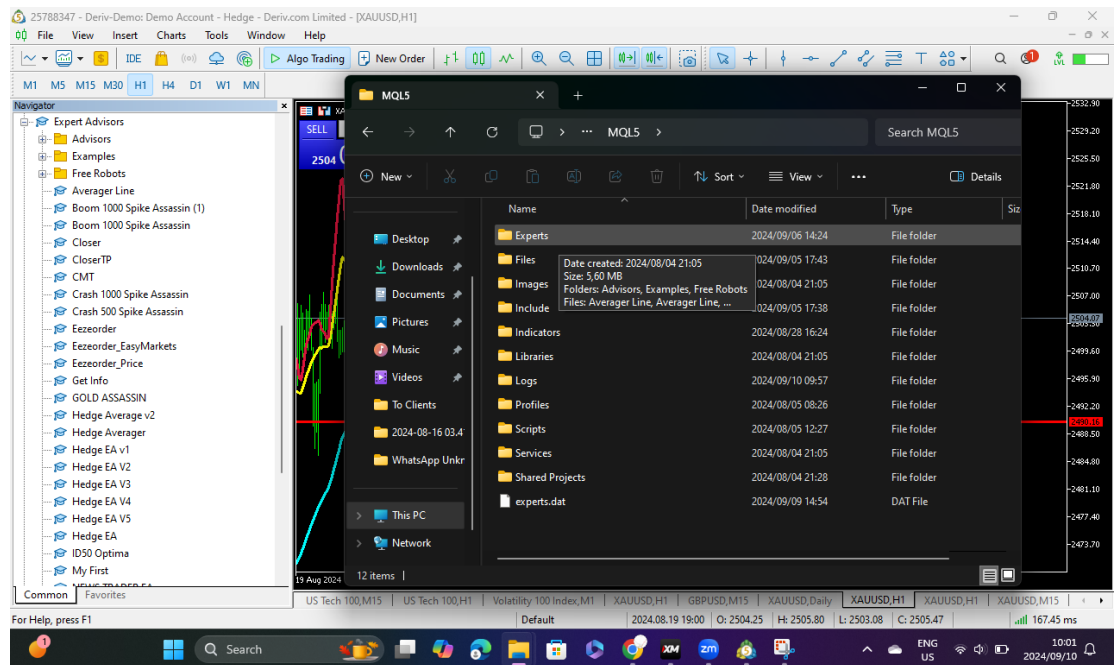 25788347 - Deriv-Demo: Demo Account - Hedge - Deriv.com Limited - [XAUUSD,H1]
File View Insert Charts Tools Window Help
IDE Algo Trading New Order LVL
M1 M5 M15 M30 H1 H4 D1 W1 MN
Navigator
Expert Advisors
Advisors
Examples
Free Robots
Averager Line
Boom 1000 Spike Assassin (1)
Boom 1000 Spike Assassin
Closer
CloserTP
CMT
Crash 1000 Spike Assassin
Crash 500 Spike Assassin
Eezeorder
Eezeorder_EasyMarkets
Eezeorder_Price
Get Info
GOLD ASSASSIN
Hedge Average v2
Hedge Averager
Hedge EA v1
Hedge EA V2
Hedge EA V3
Hedge EA V4
Hedge EA V5
Hedge EA
ID50 Optima
My First
NEWS TRADER EA
Common Favorites
For Help, press F1
SELL
2504
19 Aug 2024
MQL5
MQL5
Search MQL5
New Sort View Details
Name Date modified Type Siz
Desktop
Downloads
Documents
Pictures
Music
Videos
To Clients
2024-08-16 03.4
WhatsApp Unkr
This PC
Network
Experts 2024/09/06 14:24 File folder
Files 2024/09/05 17:43 File folder
Images 2024/08/04 21:05 File folder
Include 2024/09/05 17:38 File folder
Indicators 2024/08/28 16:24 File folder
Libraries 2024/08/04 21:05 File folder
Logs 2024/09/10 09:57 File folder
Profiles 2024/08/05 08:26 File folder
Scripts 2024/08/05 12:27 File folder
Services 2024/08/04 21:05 File folder
Shared Projects 2024/08/04 21:28 File folder
experts.dat 2024/09/09 14:54 DAT File
Date created: 2024/08/04 21:05
Size: 5,60 MB
Folders: Advisors, Examples, Free Robots
Files: Averager Line, Averager Line, ...
12 items
2532.90
2529.20
2525.50
2521.80
2518.10
2514.40
2510.70
2507.00
2504.07
2503.30
2499.60
2495.90
2492.20
2488.50
2484.80
2481.10
2477.40
2473.70
US Tech 100,M15 US Tech 100,H1 Volatility 100 Index,M1 XAUUSD,H1 GBPUSD,M15 XAUUSD,Daily XAUUSD,H1 XAUUSD,H1 XAUUSD,M15
Default 2024.08.19 19:00 O: 2504.25 H: 2505.80 L: 2503.08 C: 2505.47 167.45 ms
Search
XM
zm
ENG
US
10:01
2024/09/10